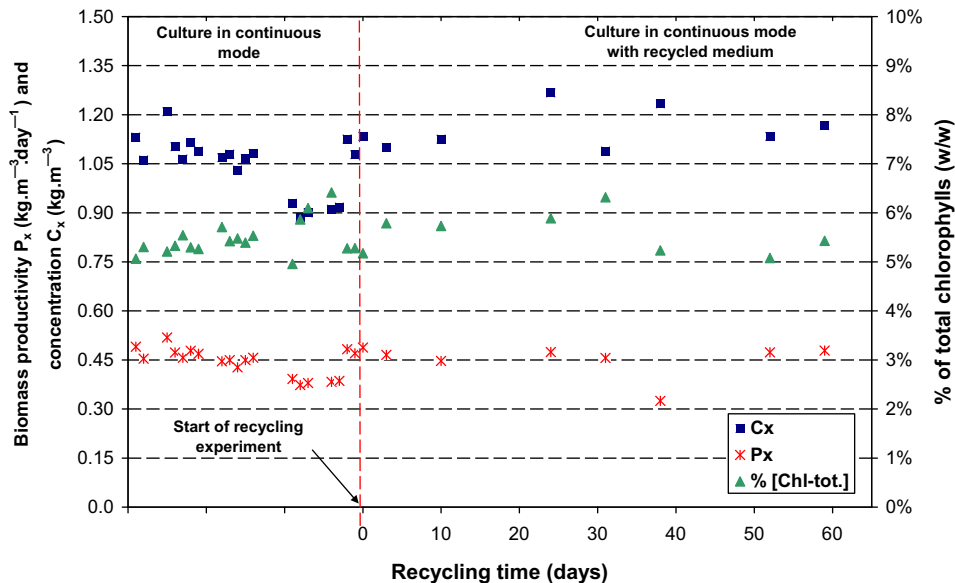 1.50
1.35
1.20
1.05
0.90
0.75
0.60
0.45
0.30
0.15
0.0
Biomass productivity Px (kg.m—3day—1) and
concentration Cx (kg.m—3)
Culture in continuous
mode
Culture in continuous mode
with recycled medium
10%
9%
8%
7%
6%
5%
4%
3%
2%
1%
0%
% of total chlorophylls (w/w)
Start of recycling
experiment
Cx
Px
% [Chl-tot.]
0 10 20 30 40 50 60
Recycling time (days)